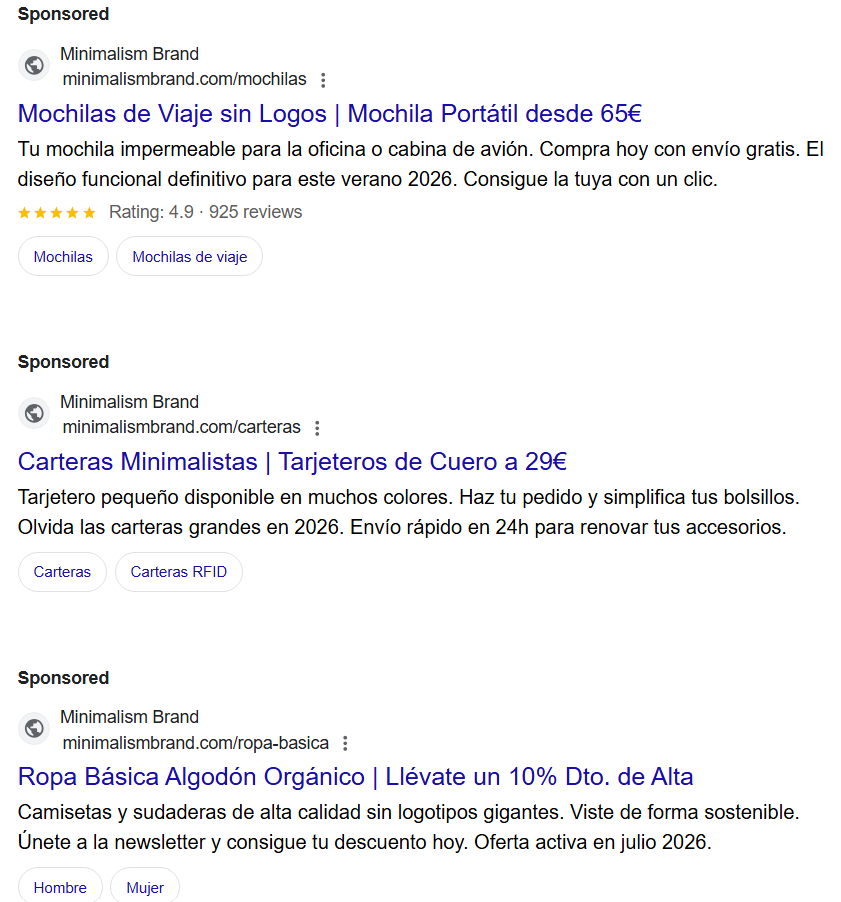 Sponsored
Minimalism Brand
minimalismbrand.com/mochilas
Mochilas de Viaje sin Logos | Mochila Portátil desde 65€
Tu mochila impermeable para la oficina o cabina de avión. Compra hoy con envío gratis. El
diseño funcional definitivo para este verano 2026. Consigue la tuya con un clic.
Rating: 4.9 · 925 reviews
Mochilas
Mochilas de viaje
Sponsored
Minimalism Brand
minimalismbrand.com/carteras
Carteras Minimalistas | Tarjeteros de Cuero a 29€
Tarjetero pequeño disponible en muchos colores. Haz tu pedido y simplifica tus bolsillos.
Olvida las carteras grandes en 2026. Envío rápido en 24h para renovar tus accesorios.
Carteras
Carteras RFID
Sponsored
Minimalism Brand
minimalismbrand.com/ropa-basica
Ropa Básica Algodón Orgánico | Llévate un 10% Dto. de Alta
Camisetas y sudaderas de alta calidad sin logotipos gigantes. Viste de forma sostenible.
Únete a la newsletter y consigue tu descuento hoy. Oferta activa en julio 2026.
Hombre
Mujer